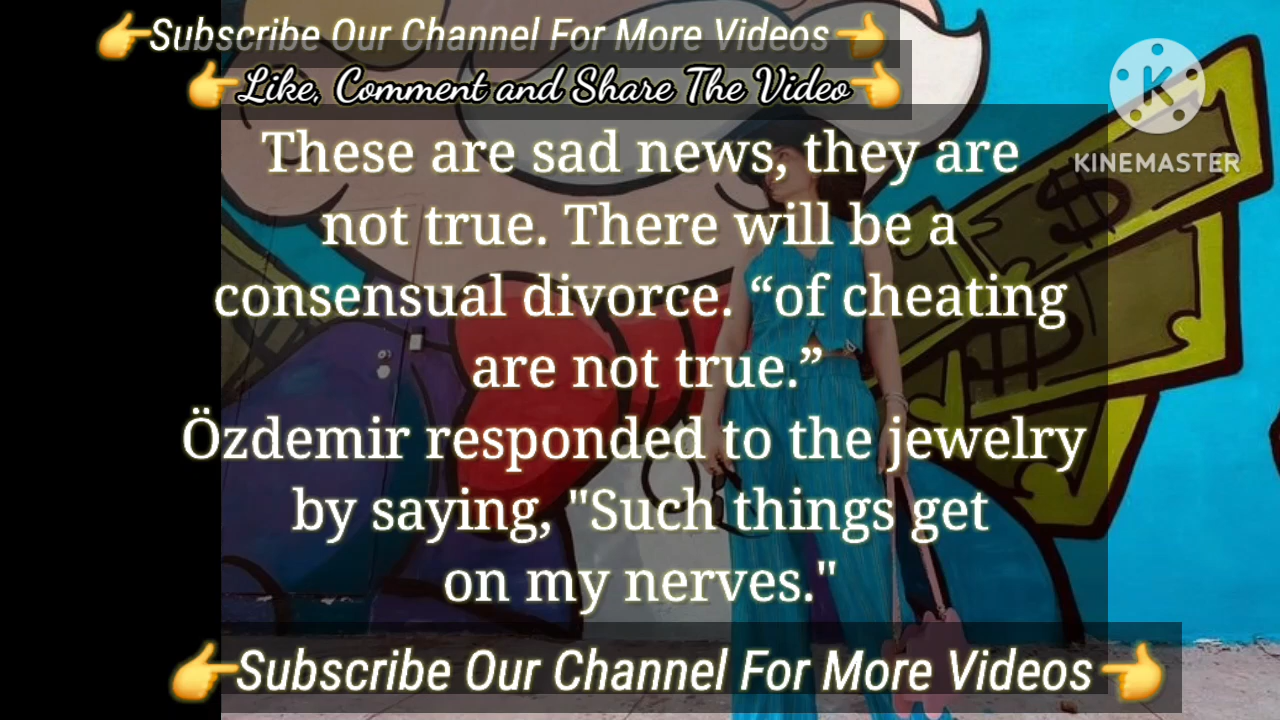 👉Subscribe Our Channel For More Videos👈
👉Like, Comment and Share The Video👈
K
KINEMASTER
These are sad news, they are
not true. There will be a
consensual divorce. “of cheating
are not true.”
Özdemir responded to the jewelry
by saying, "Such things get
on my nerves."
👉Subscribe Our Channel For More Videos👈